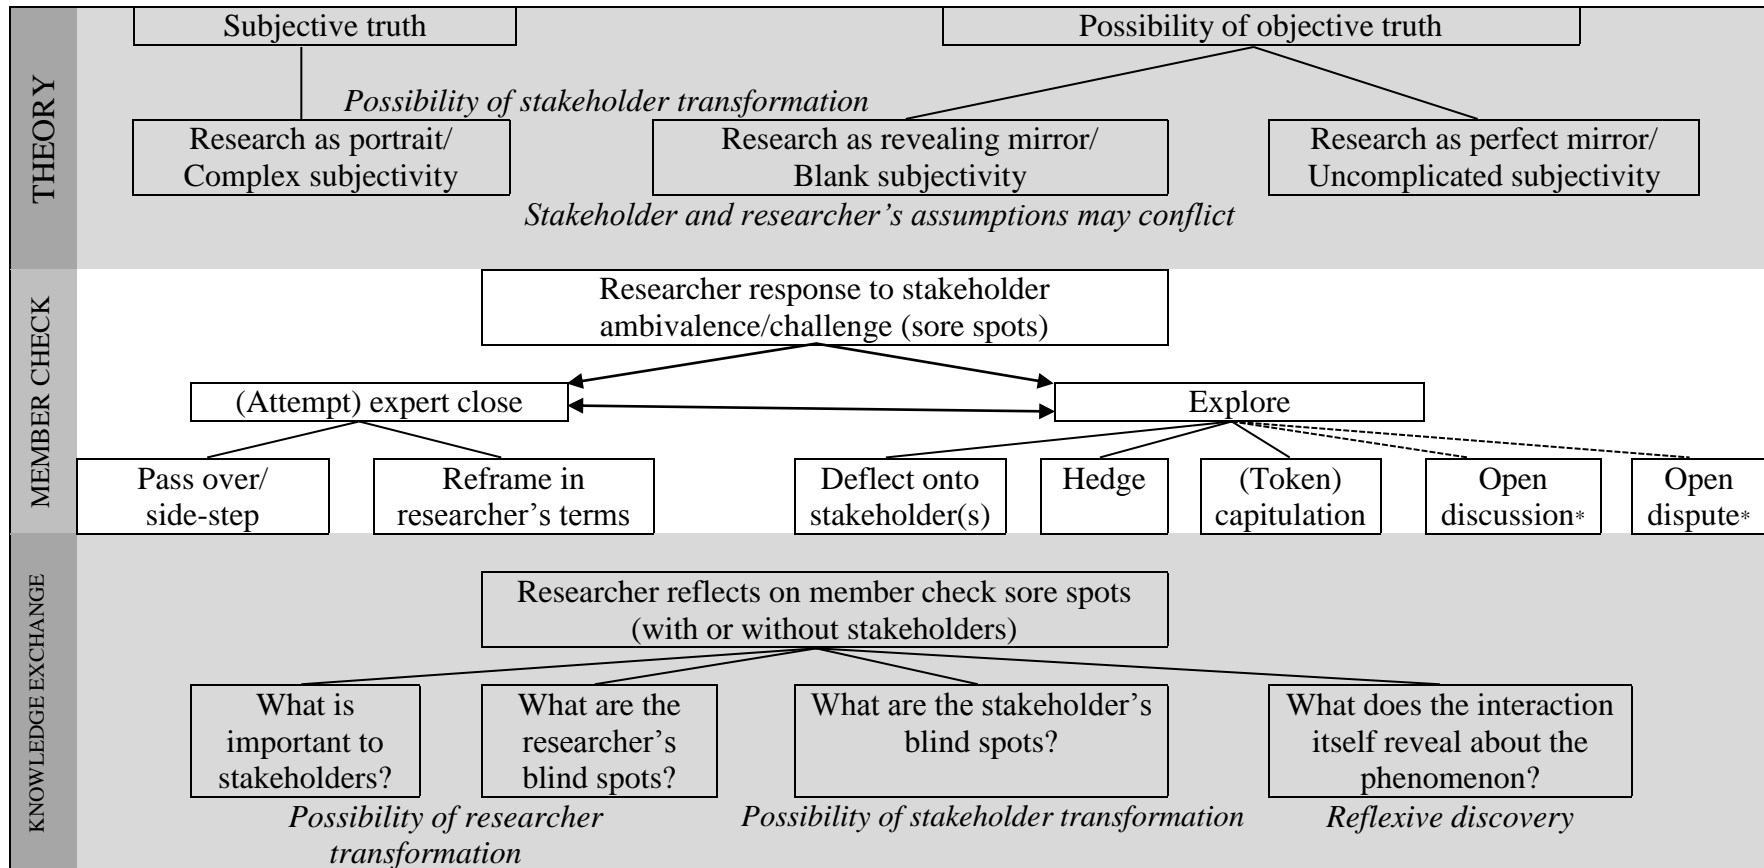 THEORY
Subjective truth
Possibility of objective truth
Possibility of stakeholder transformation
Research as portrait/
Complex subjectivity
Research as revealing mirror/
Blank subjectivity
Research as perfect mirror/
Uncomplicated subjectivity
Stakeholder and researcher’s assumptions may conflict
MEMBER CHECK
Researcher response to stakeholder
ambivalence/challenge (sore spots)
(Attempt) expert close
Explore
Pass over/
side-step
Reframe in
researcher’s terms
Deflect onto
stakeholder(s)
Hedge
(Token)
capitulation
Open
discussion*
Open
dispute*
KNOWLEDGE EXCHANGE
Researcher reflects on member check sore spots
(with or without stakeholders)
What is
important to
stakeholders?
What are the
researcher’s
blind spots?
What are the stakeholder’s
blind spots?
What does the interaction
itself reveal about the
phenomenon?
Possibility of researcher
transformation
Possibility of stakeholder transformation
Reflexive discovery